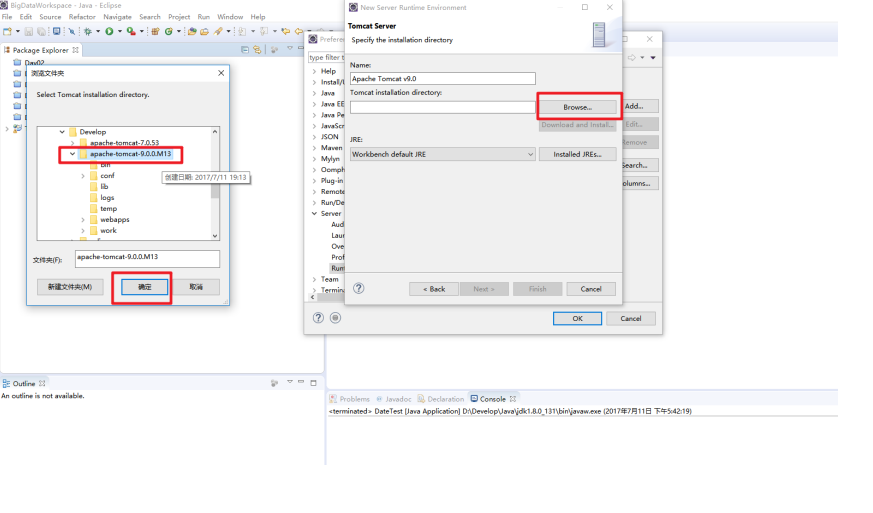 BigDataWorkspace - Java - Eclipse
File Edit Source Refactor Navigate Search Project Run Window Help
Package Explorer
Day02
浏览文件夹
Select Tomcat installation directory.
Develop
apache-tomcat-7.0.53
apache-tomcat-9.0.0.M13
bin
conf
lib
logs
temp
webapps
work
创建日期: 2017/7/11 19:13
文件夹(F):
apache-tomcat-9.0.0.M13
新建文件夹(M)
确定
取消
Prefere
type filter t
Help
Install/U
Java
Java EE
Java Pe
JavaScr
JSON
Maven
Mylyn
Oomph
Plug-in
Remote
Run/De
Server
Aud
Laur
Ove
Prof
Run
Team
Termin
Add...
Edit...
Remove
Search...
olumns...
OK
Cancel
New Server Runtime Environment
Tomcat Server
Specify the installation directory
Name:
Apache Tomcat v9.0
Tomcat installation directory:
Browse...
Download and Install...
JRE:
Workbench default JRE
Installed JREs...
< Back
Next >
Finish
Cancel
Outline
An outline is not available.
Problems
Javadoc
Declaration
Console
<terminated> DateTest [Java Application] D:\Develop\Java\jdk1.8.0_131\bin\javaw.exe (2017年7月11日 下午5:42:19)